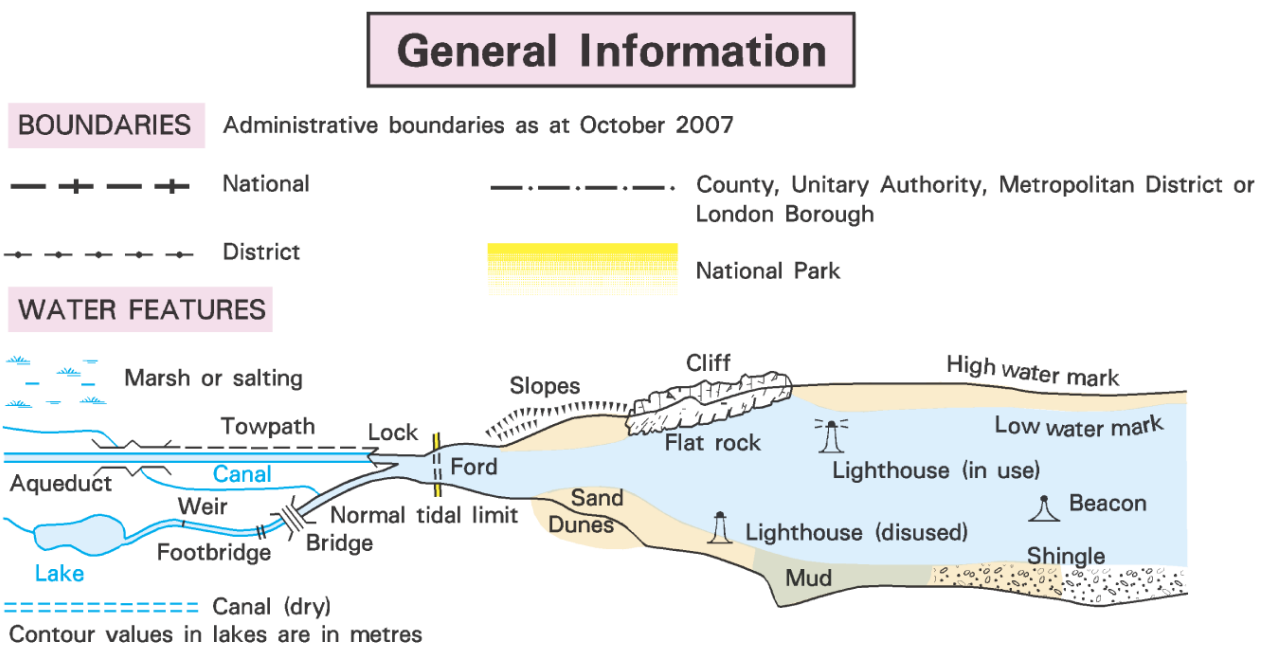 General Information
BOUNDARIES
Administrative boundaries as at October 2007
National
County, Unitary Authority, Metropolitan District or
London Borough
District
National Park
WATER FEATURES
Marsh or salting
Slopes
Cliff
High water mark
Towpath
Lock
Low water mark
Flat rock
Ford
Lighthouse (in use)
Aqueduct
Canal
Sand
Dunes
Beacon
Weir
Normal tidal limit
Lighthouse (disused)
Footbridge
Bridge
Shingle
Lake
Mud
Canal (dry)
Contour values in lakes are in metres